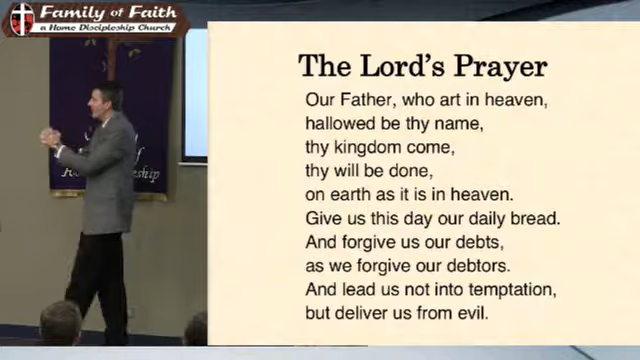 Family of Faith
a Home Discipleship Church
The Lord's Prayer
Our Father, who art in heaven,
hallowed be thy name,
thy kingdom come,
thy will be done,
on earth as it is in heaven.
Give us this day our daily bread.
And forgive us our debts,
as we forgive our debtors.
And lead us not into temptation,
but deliver us from evil.